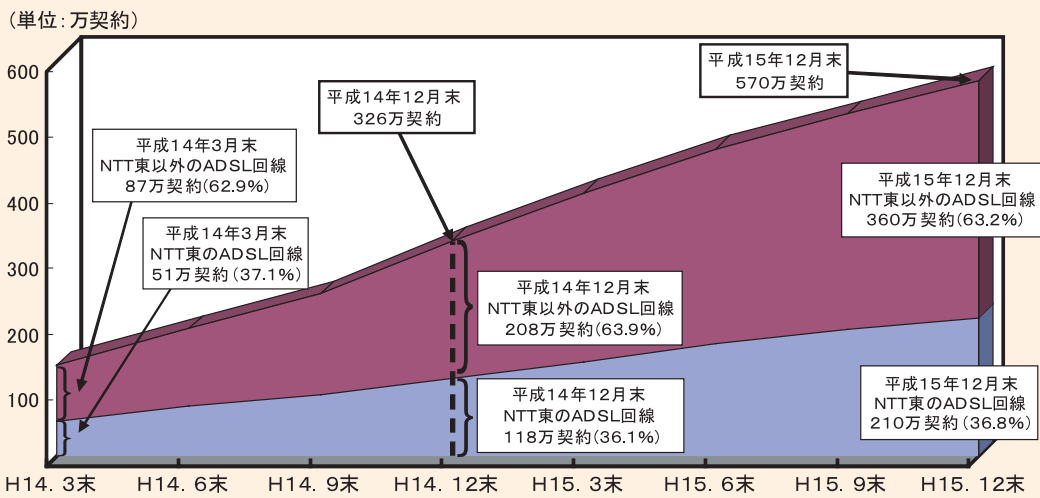 (単位:万契約)
600
500
400
300
200
100
平成14年3月末
NTT東以外のADSL回線
87万契約(62.9%)
平成14年3月末
NTT東のADSL回線
51万契約(37.1%)
平成14年12月末
326万契約
平成15年12月末
570万契約
平成14年12月末
NTT東以外のADSL回線
208万契約(63.9%)
平成14年12月末
NTT東のADSL回線
118万契約(36.1%)
平成15年12月末
NTT東以外のADSL回線
360万契約(63.2%)
平成15年12月末
NTT東のADSL回線
210万契約(36.8%)
H14. 3末 H14. 6末 H14. 9末 H14. 12末 H15. 3末 H15. 6末 H15. 9末 H15. 12末